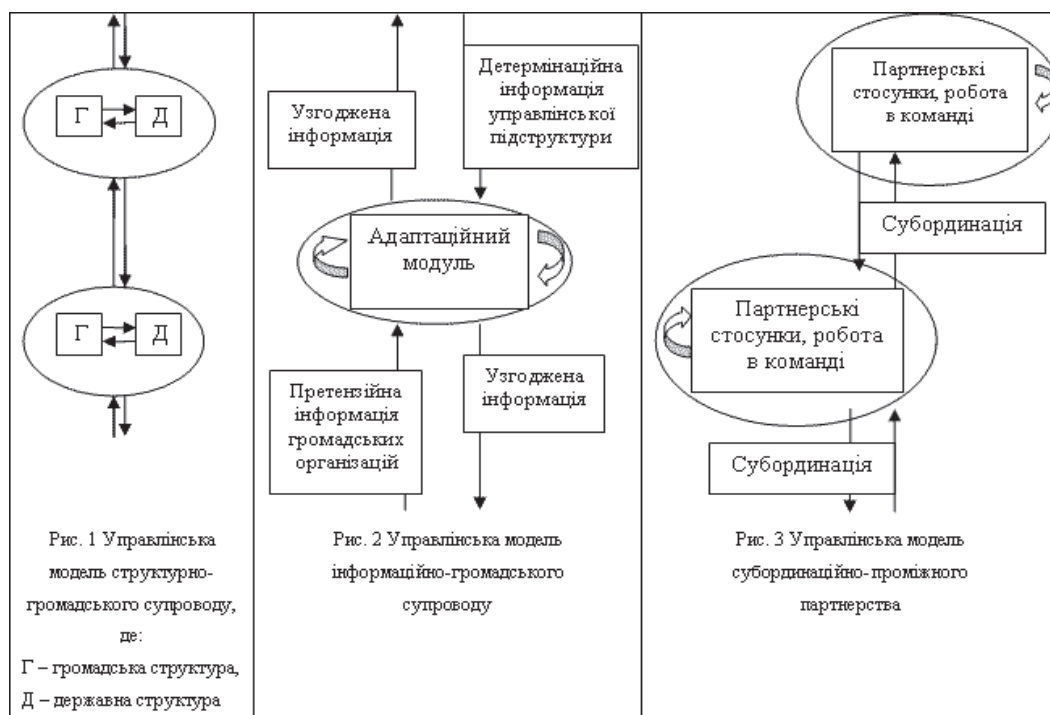 Г
Д
Г
Д
Рис. 1 Управлінська
модель структурно-
громадського супроводу,
де:
Г – громадська структура,
Д – державна структура
Узгоджена
інформація
Детермінаційна
інформація
управлінської
підструктури
Адаптаційний
модуль
Претензійна
інформація
громадських
організацій
Узгоджена
інформація
Рис. 2 Управлінська модель
інформаційно-громадського
супроводу
Партнерські
стосунки, робота
в команді
Субординація
Партнерські
стосунки, робота
в команді
Субординація
Рис. 3 Управлінська модель
субординаційно-проміжного
партнерства